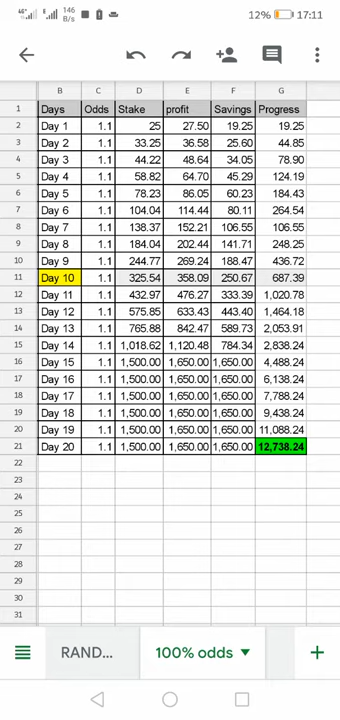 4G 146 B/s 12% 17:11
B C D E F G
1 Days Odds Stake profit Savings Progress
2 Day 1 1.1 25 27.50 19.25 19.25
3 Day 2 1.1 33.25 36.58 25.60 44.85
4 Day 3 1.1 44.22 48.64 34.05 78.90
5 Day 4 1.1 58.82 64.70 45.29 124.19
6 Day 5 1.1 78.23 86.05 60.23 184.43
7 Day 6 1.1 104.04 114.44 80.11 264.54
8 Day 7 1.1 138.37 152.21 106.55 106.55
9 Day 8 1.1 184.04 202.44 141.71 248.25
10 Day 9 1.1 244.77 269.24 188.47 436.72
11 Day 10 1.1 325.54 358.09 250.67 687.39
12 Day 11 1.1 432.97 476.27 333.39 1,020.78
13 Day 12 1.1 575.85 633.43 443.40 1,464.18
14 Day 13 1.1 765.88 842.47 589.73 2,053.91
15 Day 14 1.1 1,018.62 1,120.48 784.34 2,838.24
16 Day 15 1.1 1,500.00 1,650.00 1,650.00 4,488.24
17 Day 16 1.1 1,500.00 1,650.00 1,650.00 6,138.24
18 Day 17 1.1 1,500.00 1,650.00 1,650.00 7,788.24
19 Day 18 1.1 1,500.00 1,650.00 1,650.00 9,438.24
20 Day 19 1.1 1,500.00 1,650.00 1,650.00 11,088.24
21 Day 20 1.1 1,500.00 1,650.00 1,650.00 12,738.24
22
23
24
25
26
27
28
29
30
31
RAND... 100% odds